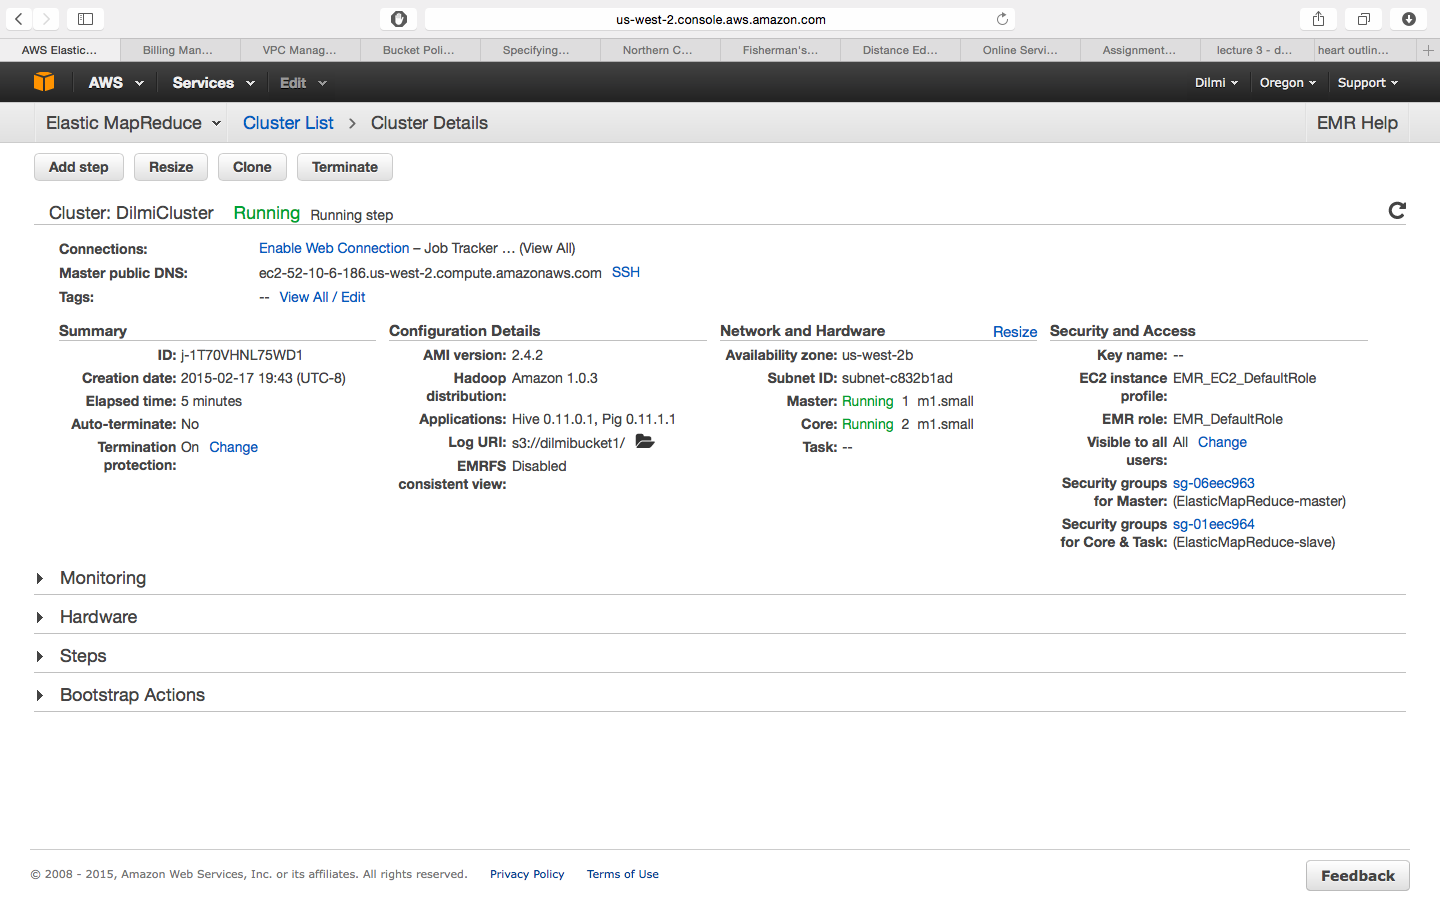 us-west-2.console.aws.amazon.com
AWS Elastic... Billing Man... VPC Manag... Bucket Poli... Specifying... Northern C... Fisherman's... Distance Ed... Online Servi... Assignment... lecture 3 - d... heart outlin...
AWS Services Edit Dilmi Oregon Support
Elastic MapReduce Cluster List > Cluster Details EMR Help
Add step Resize Clone Terminate
Cluster: DilmiCluster Running Running step
Connections: Enable Web Connection – Job Tracker ... (View All)
Master public DNS: ec2-52-10-6-186.us-west-2.compute.amazonaws.com SSH
Tags: -- View All / Edit
Summary
ID: j-1T70VHNL75WD1
Creation date: 2015-02-17 19:43 (UTC-8)
Elapsed time: 5 minutes
Auto-terminate: No
Termination On Change
protection:
Configuration Details
AMI version: 2.4.2
Hadoop Amazon 1.0.3
distribution:
Applications: Hive 0.11.0.1, Pig 0.11.1.1
Log URI: s3://dilmibucket1/
EMRFS Disabled
consistent view:
Network and Hardware Resize
Availability zone: us-west-2b
Subnet ID: subnet-c832b1ad
Master: Running 1 m1.small
Core: Running 2 m1.small
Task: --
Security and Access
Key name: --
EC2 instance EMR_EC2_DefaultRole
profile:
EMR role: EMR_DefaultRole
Visible to all All Change
users:
Security groups sg-06eec963
for Master: (ElasticMapReduce-master)
Security groups sg-01eec964
for Core & Task: (ElasticMapReduce-slave)
Monitoring
Hardware
Steps
Bootstrap Actions
© 2008 - 2015, Amazon Web Services, Inc. or its affiliates. All rights reserved. Privacy Policy Terms of Use
Feedback